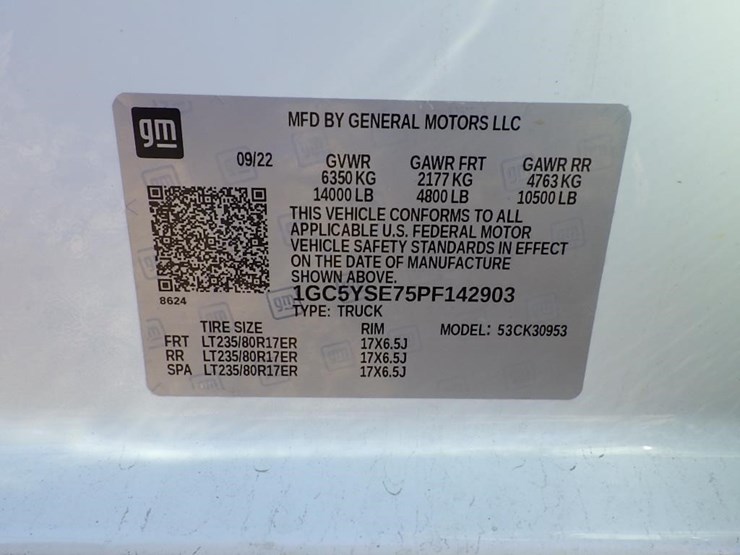 gm
MFD BY GENERAL MOTORS LLC
09/22 GVWR GAWR FRT GAWR RR
6350 KG 2177 KG 4763 KG
14000 LB 4800 LB 10500 LB
THIS VEHICLE CONFORMS TO ALL
APPLICABLE U.S. FEDERAL MOTOR
VEHICLE SAFETY STANDARDS IN EFFECT
ON THE DATE OF MANUFACTURE
SHOWN ABOVE.
8624
1GC5YSE75PF142903
TYPE: TRUCK
TIRE SIZE RIM MODEL: 53CK30953
FRT LT235/80R17ER 17X6.5J
RR LT235/80R17ER
SPA LT235/80R17ER 17X6.5J